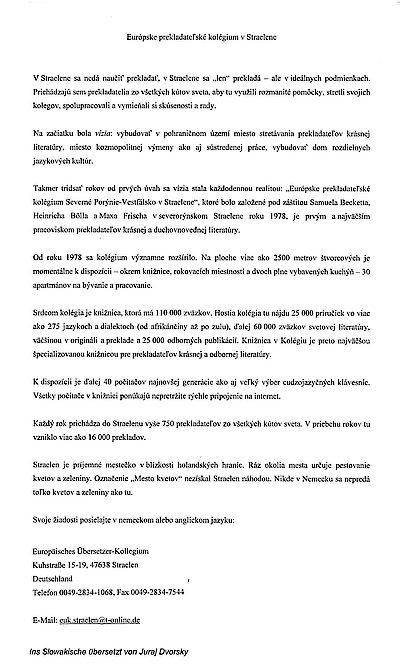 Európske prekladateľské kolégium v Straelene
V Straelene sa nedá naučiť prekladať, v Straelene sa „len" prekladá – ale v ideálnych podmienkach.
Prichádzajú sem prekladatelia zo všetkých kútov sveta, aby tu využili rozmanité pomôcky, stretli svojich
kolegov, spolupracovali a vymieňali si skúsenosti a rady.
Na začiatku bola vízia: vybudovať v pohraničnom území miesto stretávania prekladateľov krásnej
literatúry, miesto kozmopolitnej výmeny ako aj sústredenej práce, vybudovať dom rozdielnych
jazykových kultúr.
Takmer tridsať rokov od prvých úvah sa vízia stala každodennou realitou: „Európske prekladateľské
kolégium Severné Porýnie-Vestfálsko v Straelene", ktoré bolo založené pod záštitou Samuela Becketta,
Heinricha Bölla a Maxa Frischa v severorýnskom Straelene roku 1978, je prvým a najväčším
pracoviskom prekladateľov krásnej a duchovnovednej literatúry.
Od roku 1978 sa kolégium významne rozšírilo. Na ploche viac ako 2500 metrov štvorcových je
momentálne k dispozícii – okrem knižnice, rokovacích miestností a dvoch plne vybavených kuchýň – 30
apartmánov na bývanie a pracovanie.
Srdcom kolégia je knižnica, ktorá má 110 000 zväzkov. Hostia kolégia tu nájdu 25 000 príručiek vo viac
ako 275 jazykoch a dialektoch (od afrikánčiny až po zulu), ďalej 60 000 zväzkov svetovej literatúry,
väčšinou v origináli a preklade a 25 000 odborných publikácií. Knižnica v Kolégiu je preto najväčšou
špecializovanou knižnicou pre prekladateľov krásnej a odbornej literatúry.
K dispozícii je ďalej 40 počítačov najnovšej generácie ako aj veľký výber cudzojazyčných klávesníc.
Všetky počítače v knižnici ponúkajú nepretržite rýchle pripojenie na internet.
Každý rok prichádza do Straelenu vyše 750 prekladateľov zo všetkých kútov sveta. V priebehu rokov tu
vzniklo viac ako 16 000 prekladov.
Straelen je príjemné mestečko v blízkosti holandských hraníc. Ráz okolia mesta určuje pestovanie
kvetov a zeleniny. Označenie „Mesto kvetov" nezískal Straelen náhodou. Nikde v Nemecku sa nepredá
toľko kvetov a zeleniny ako tu.
Svoje žiadosti posielajte v nemeckom alebo anglickom jazyku:
Europäisches Übersetzer-Kollegium
Kuhstraße 15-19, 47638 Straelen
Deutschland
Telefon 0049-2834-1068, Fax 0049-2834-7544
E-Mail: euk.straelen@t-online.de
Ins Slowakische übersetzt von Juraj Dvorsky